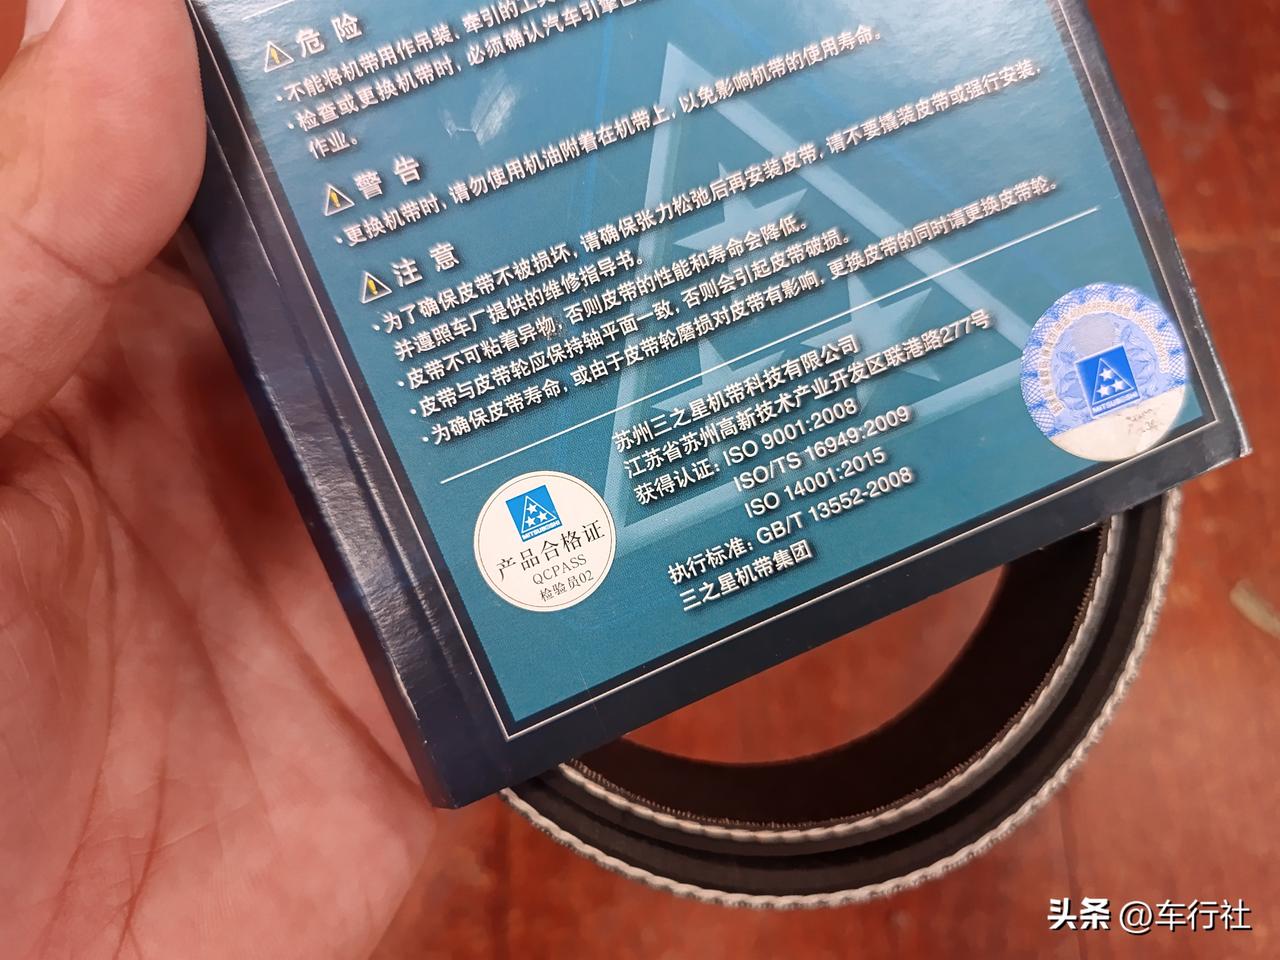 危险
·不能将机带用作吊装、牵引的工具
·检查或更换机带时，必须确认汽车引擎
作业。
警告
·更换机带时，请勿使用机油附着在机带上，以免影响机带的使用寿命。
注意
·为了确保皮带不被损坏，请确保张力松弛后再安装皮带，请不要撬装皮带或强行安装，
并遵照车厂提供的维修指导书。
·皮带不可粘着异物，否则皮带的性能和寿命会降低。
·皮带与皮带轮应保持轴平面一致，否则会引起皮带破损。
·为确保皮带寿命，或由于皮带轮磨损对皮带有影响，更换皮带的同时请更换皮带轮。
苏州三之星机带科技有限公司
江苏省苏州高新技术产业开发区联港路277号
获得认证：ISO 9001:2008
ISO/TS 16949:2009
ISO 14001:2015
执行标准：GB/T 13552-2008
三之星机带集团
MITSUBOSHI
产品合格证
QCPASS
检验员02
MITSUBOSHI
头条 @车行社